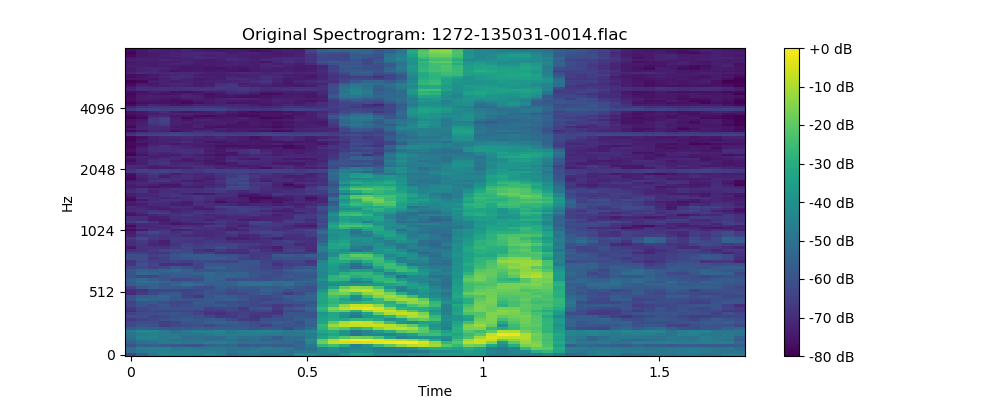 Original Spectrogram: 1272-135031-0014.flac
Hz
4096
2048
1024
512
0
0
0.5
1
1.5
Time
+0 dB
-10 dB
-20 dB
-30 dB
-40 dB
-50 dB
-60 dB
-70 dB
-80 dB